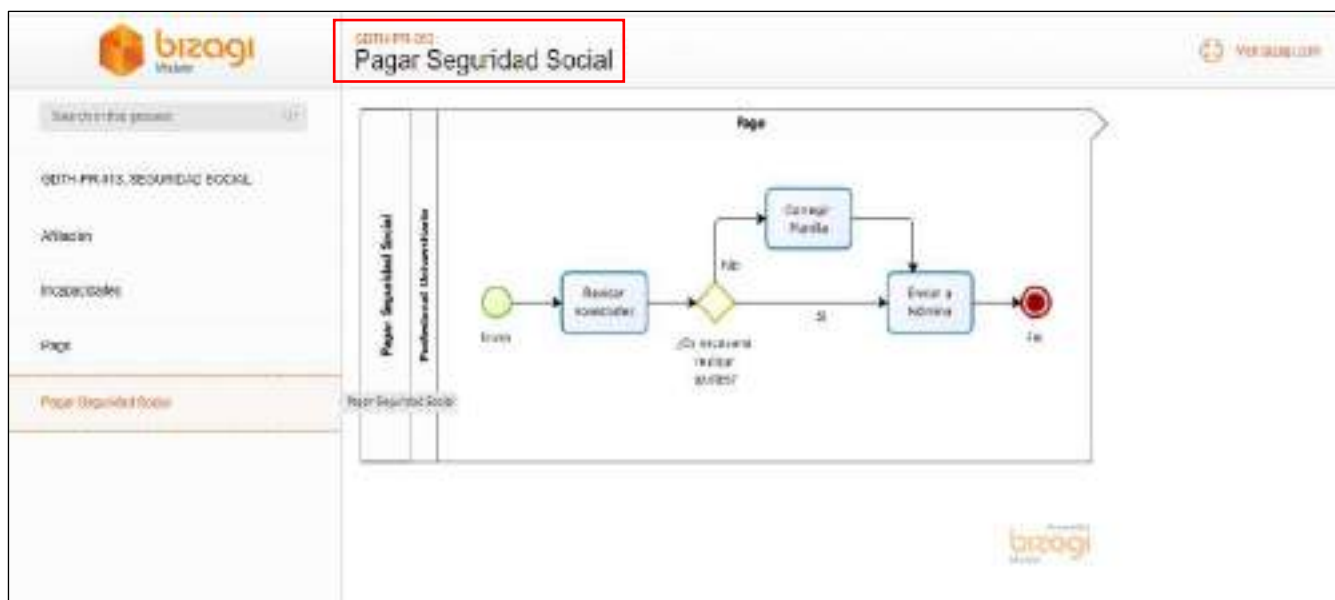 bizagi
Modeler
Pagar Seguridad Social
Search in this process
GDTH-PR-013. SEGURIDAD SOCIAL
Afiliación
Incapacidades
Pago
Pagar Seguridad Social
Pago
Pagar Seguridad Social
Profesional Universitario
Pagar Seguridad Social
Inicio
Revisar
novedades
No
Si
Planilla
Enviar a
Nómina
Fin
bizagi
Modeler